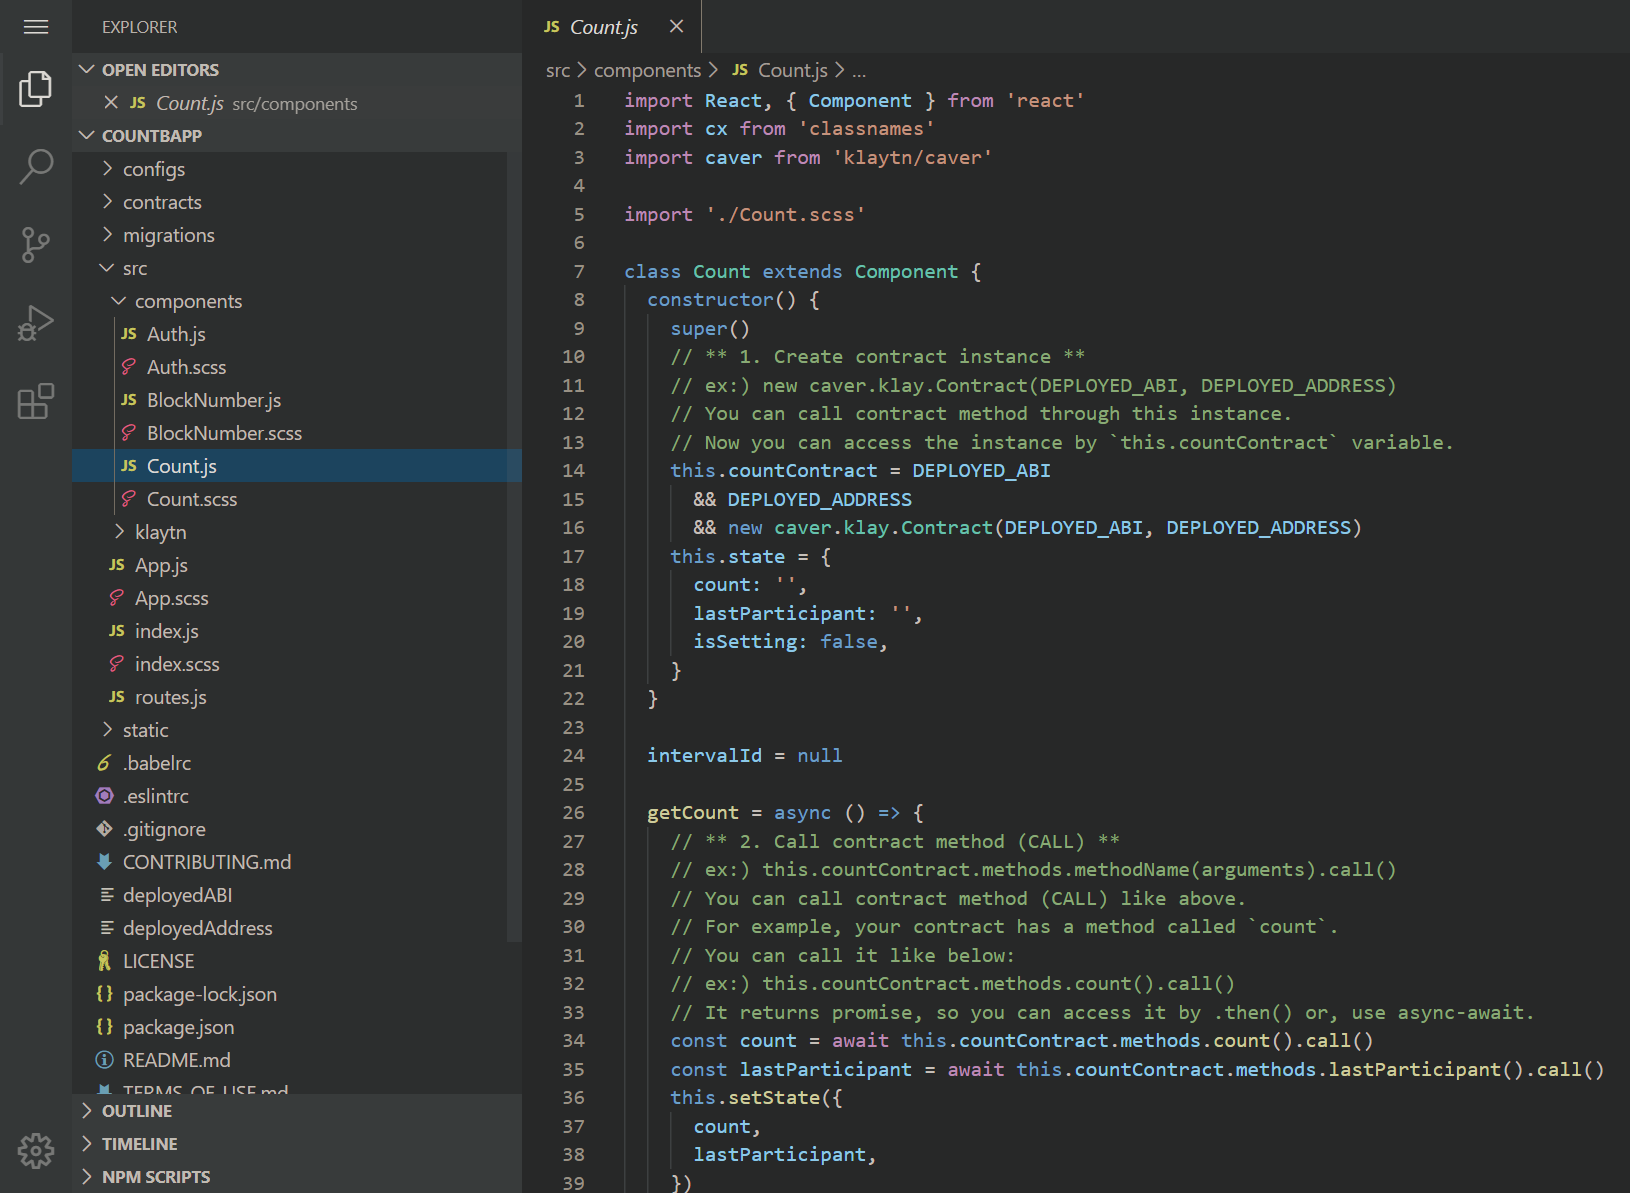 EXPLORER
OPEN EDITORS
JS Count.js src/components
COUNTBAPP
configs
contracts
migrations
src
components
JS Auth.js
Auth.scss
JS BlockNumber.js
BlockNumber.scss
JS Count.js
Count.scss
klaytn
JS App.js
App.scss
JS index.js
index.scss
JS routes.js
static
.babelrc
.eslintrc
.gitignore
CONTRIBUTING.md
deployedABI
deployedAddress
LICENSE
{} package-lock.json
{} package.json
README.md
TERMS_OF_USE.md
OUTLINE
TIMELINE
NPM SCRIPTS
JS Count.js
src > components > JS Count.js > ...
1 import React, { Component } from 'react'
2 import cx from 'classnames'
3 import caver from 'klaytn/caver'
4
5 import './Count.scss'
6
7 class Count extends Component {
8 constructor() {
9 super()
10 // ** 1. Create contract instance **
11 // ex:) new caver.klay.Contract(DEPLOYED_ABI, DEPLOYED_ADDRESS)
12 // You can call contract method through this instance.
13 // Now you can access the instance by `this.countContract` variable.
14 this.countContract = DEPLOYED_ABI
15 && DEPLOYED_ADDRESS
16 && new caver.klay.Contract(DEPLOYED_ABI, DEPLOYED_ADDRESS)
17 this.state = {
18 count: '',
19 lastParticipant: '',
20 isSetting: false,
21 }
22 }
23
24 intervalId = null
25
26 getCount = async () => {
27 // ** 2. Call contract method (CALL) **
28 // ex:) this.countContract.methods.methodName(arguments).call()
29 // You can call contract method (CALL) like above.
30 // For example, your contract has a method called `count`.
31 // You can call it like below:
32 // ex:) this.countContract.methods.count().call()
33 // It returns promise, so you can access it by .then() or, use async-await.
34 const count = await this.countContract.methods.count().call()
35 const lastParticipant = await this.countContract.methods.lastParticipant().call()
36 this.setState({
37 count,
38 lastParticipant,
39 })